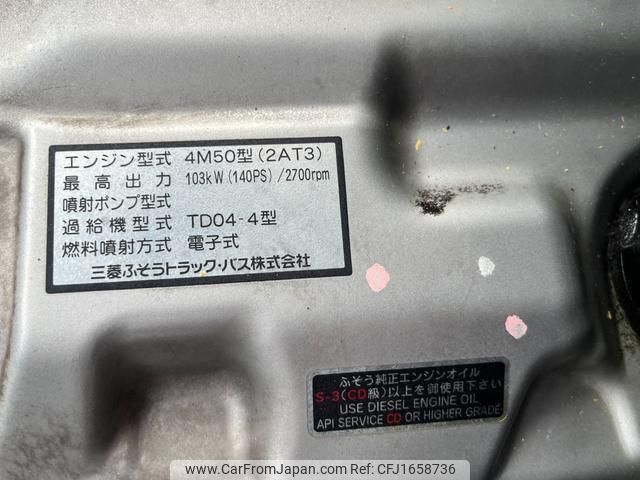 エンジン型式 4M50型(2AT3)
最高出力 103kW(140PS)/2700rpm
噴射ポンプ型式
過給機型式 TD04-4型
燃料噴射方式 電子式
三菱ふそうトラック・バス株式会社
ふそう純正エンジンオイル
S-3(CD級)以上を御使用下さい
USE DIESEL ENGINE OIL
API SERVICE CD OR HIGHER GRADE
www.CarFromJapan.com - CFJ1658736